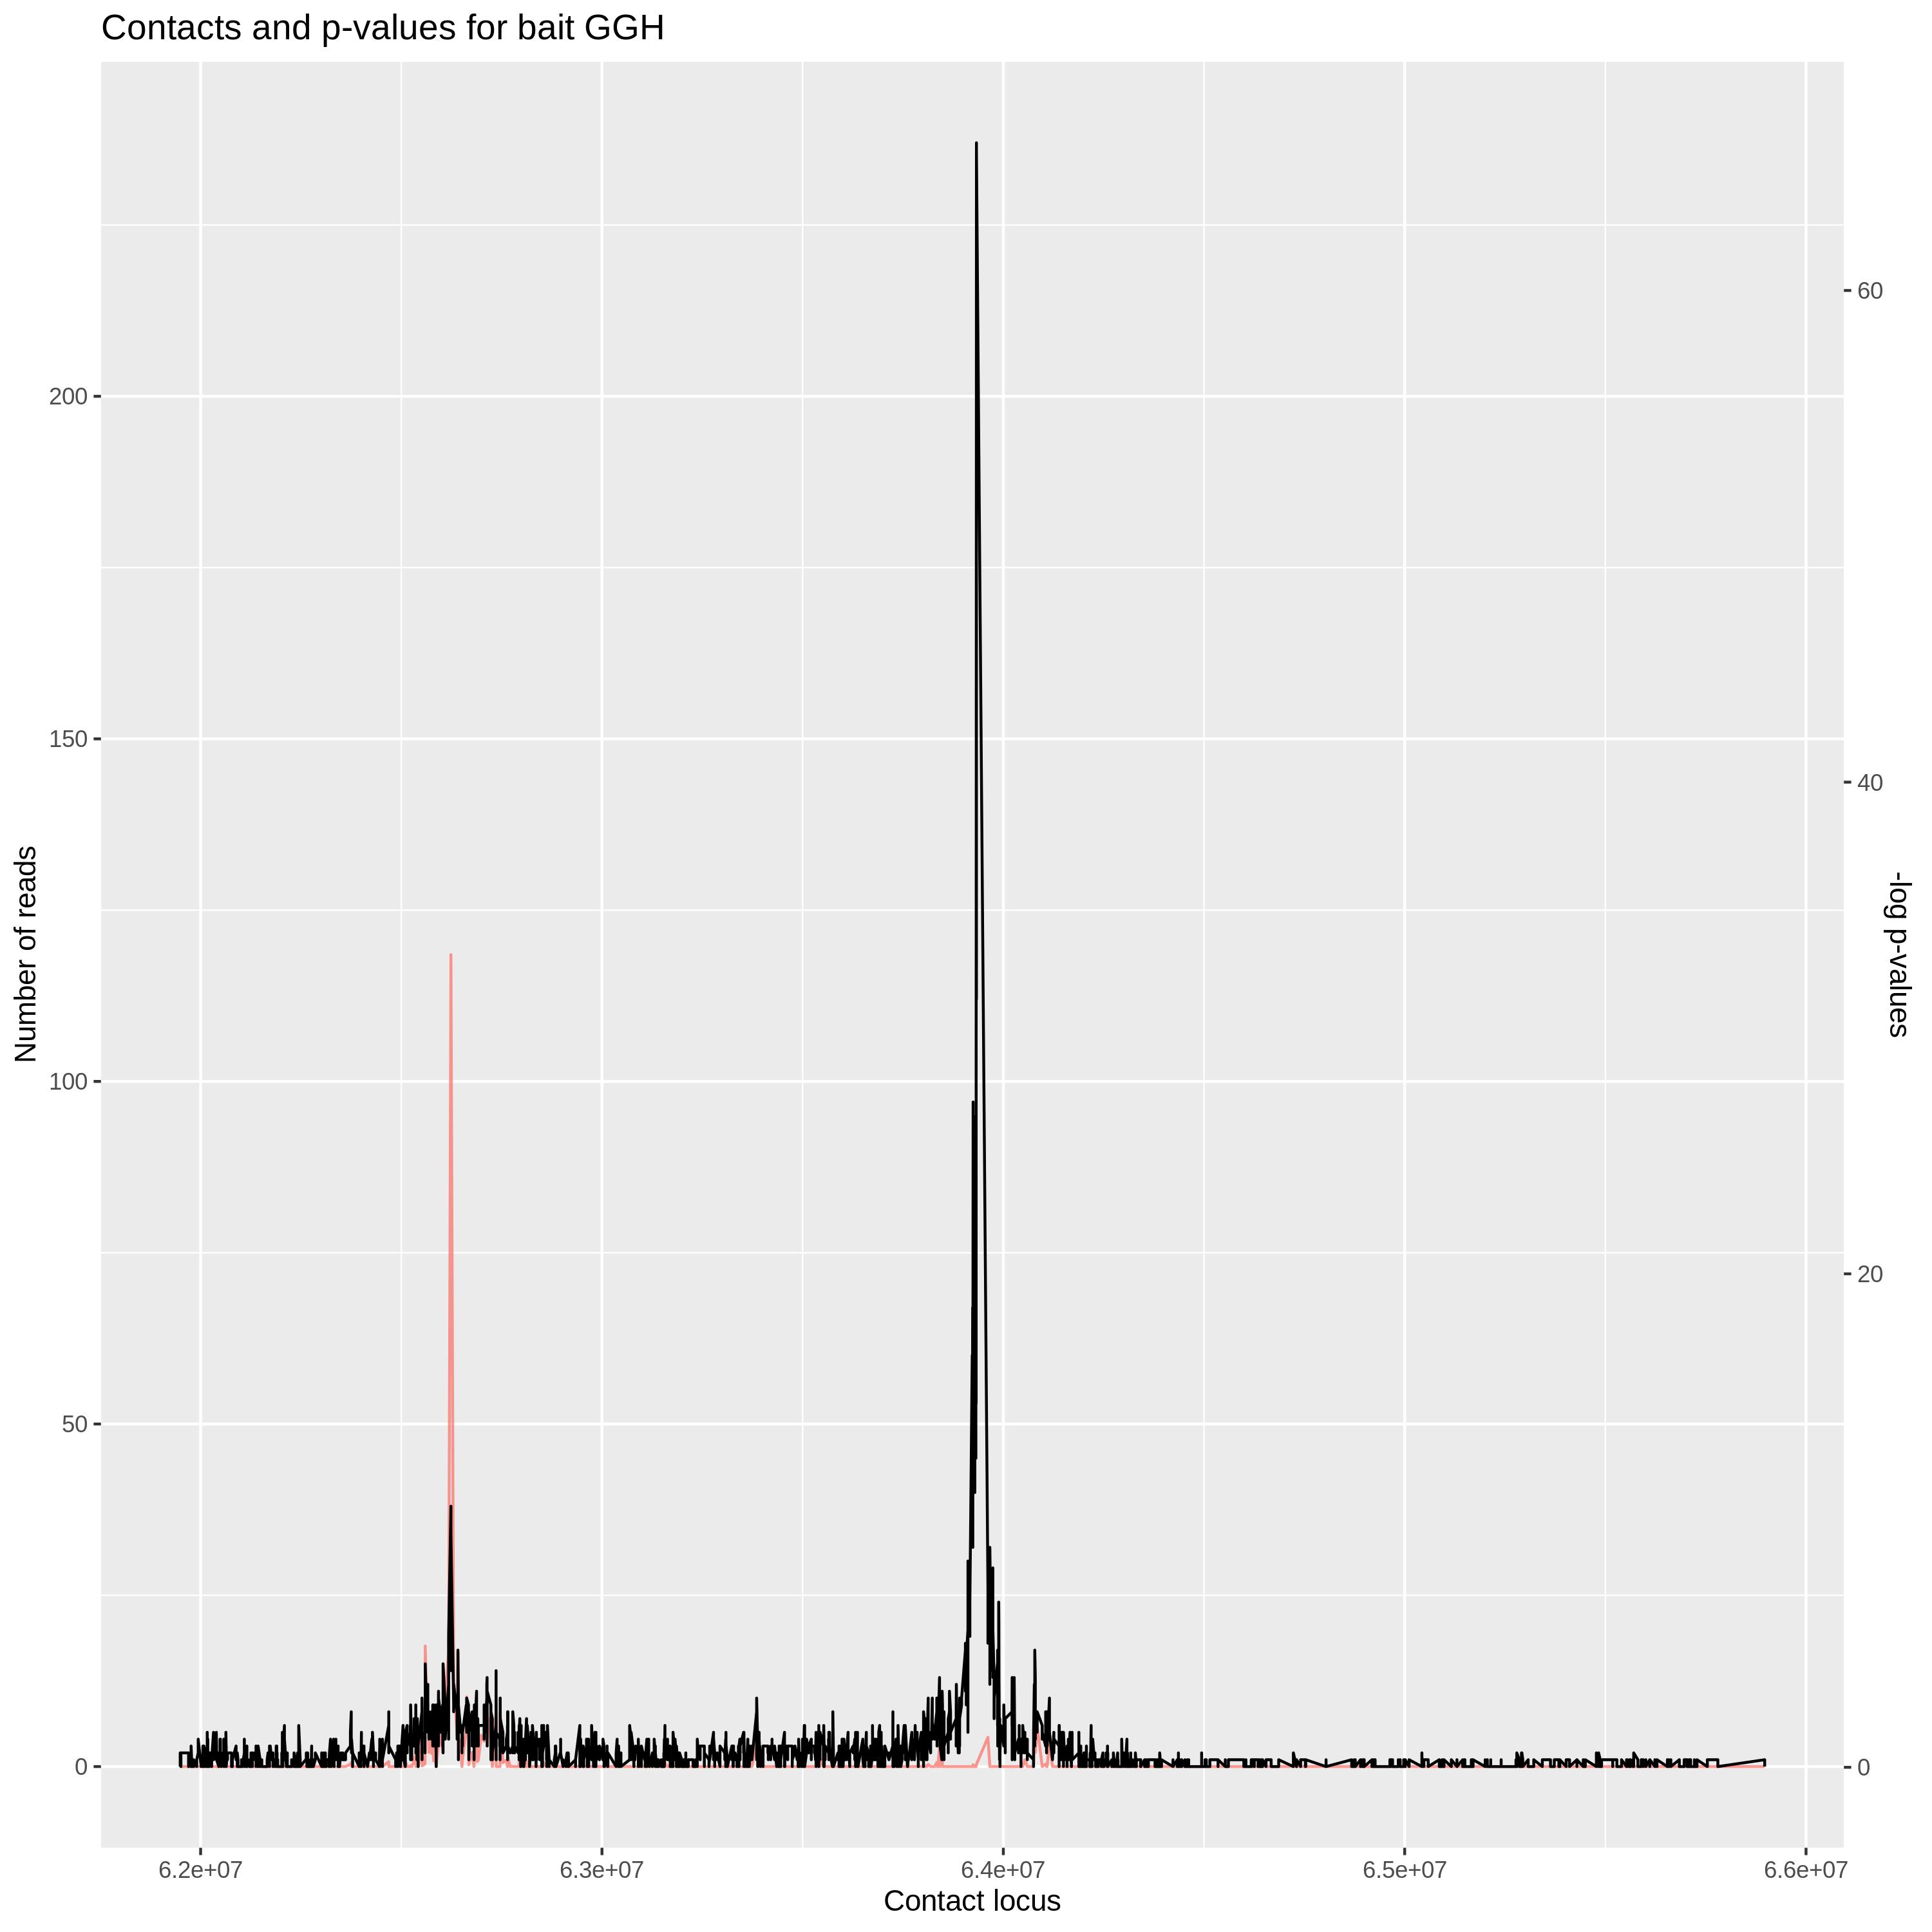 Contacts and p-values for bait GGH
Number of reads
200
150
100
50
0
60
40
20
0
-log p-values
6.2e+07
6.3e+07
6.4e+07
6.5e+07
6.6e+07
Contact locus